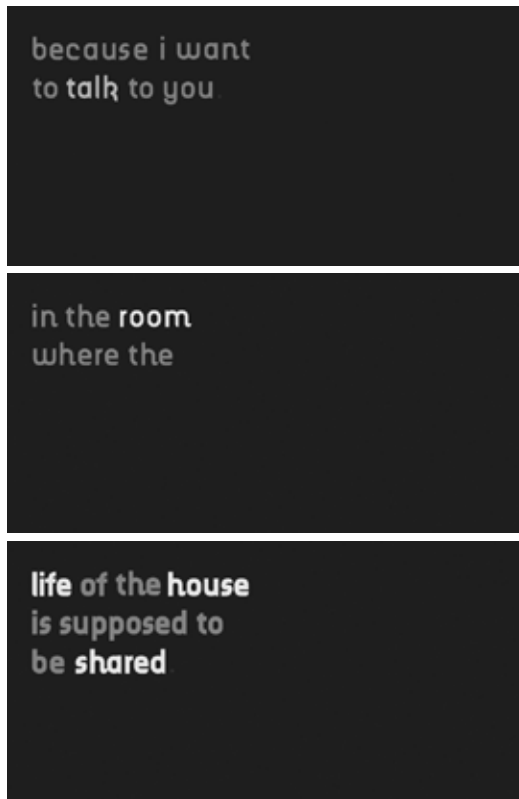 because i want
to talk to you.
in the room
where the
life of the house
is supposed to
be shared.